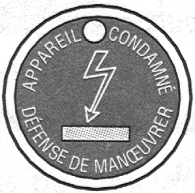 APPAREIL CONDAMNÉ
DÉFENSE DE MANŒUVRER